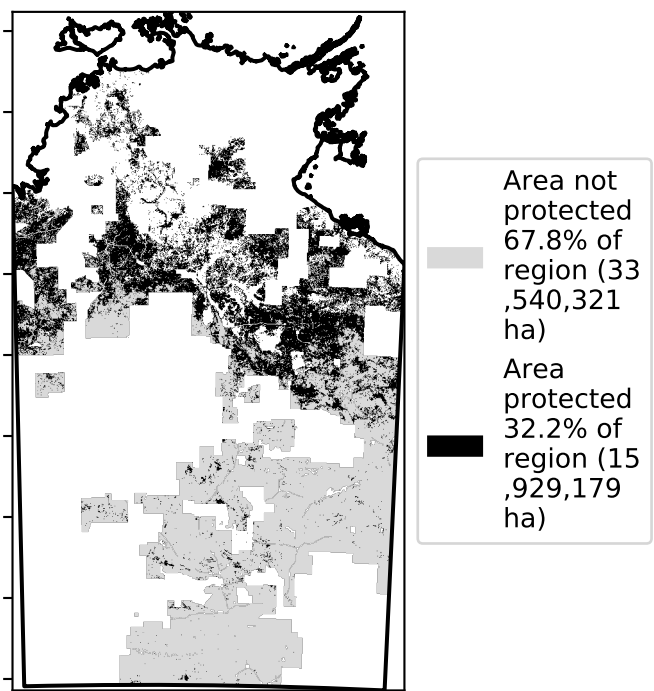 Area not
protected
67.8% of
region (33
,540,321
ha)
Area
protected
32.2% of
region (15
,929,179
ha)